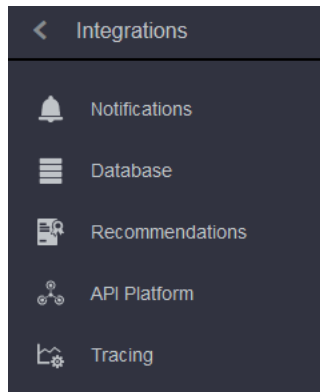 Integrations
Notifications
Database
Recommendations
API Platform
Tracing